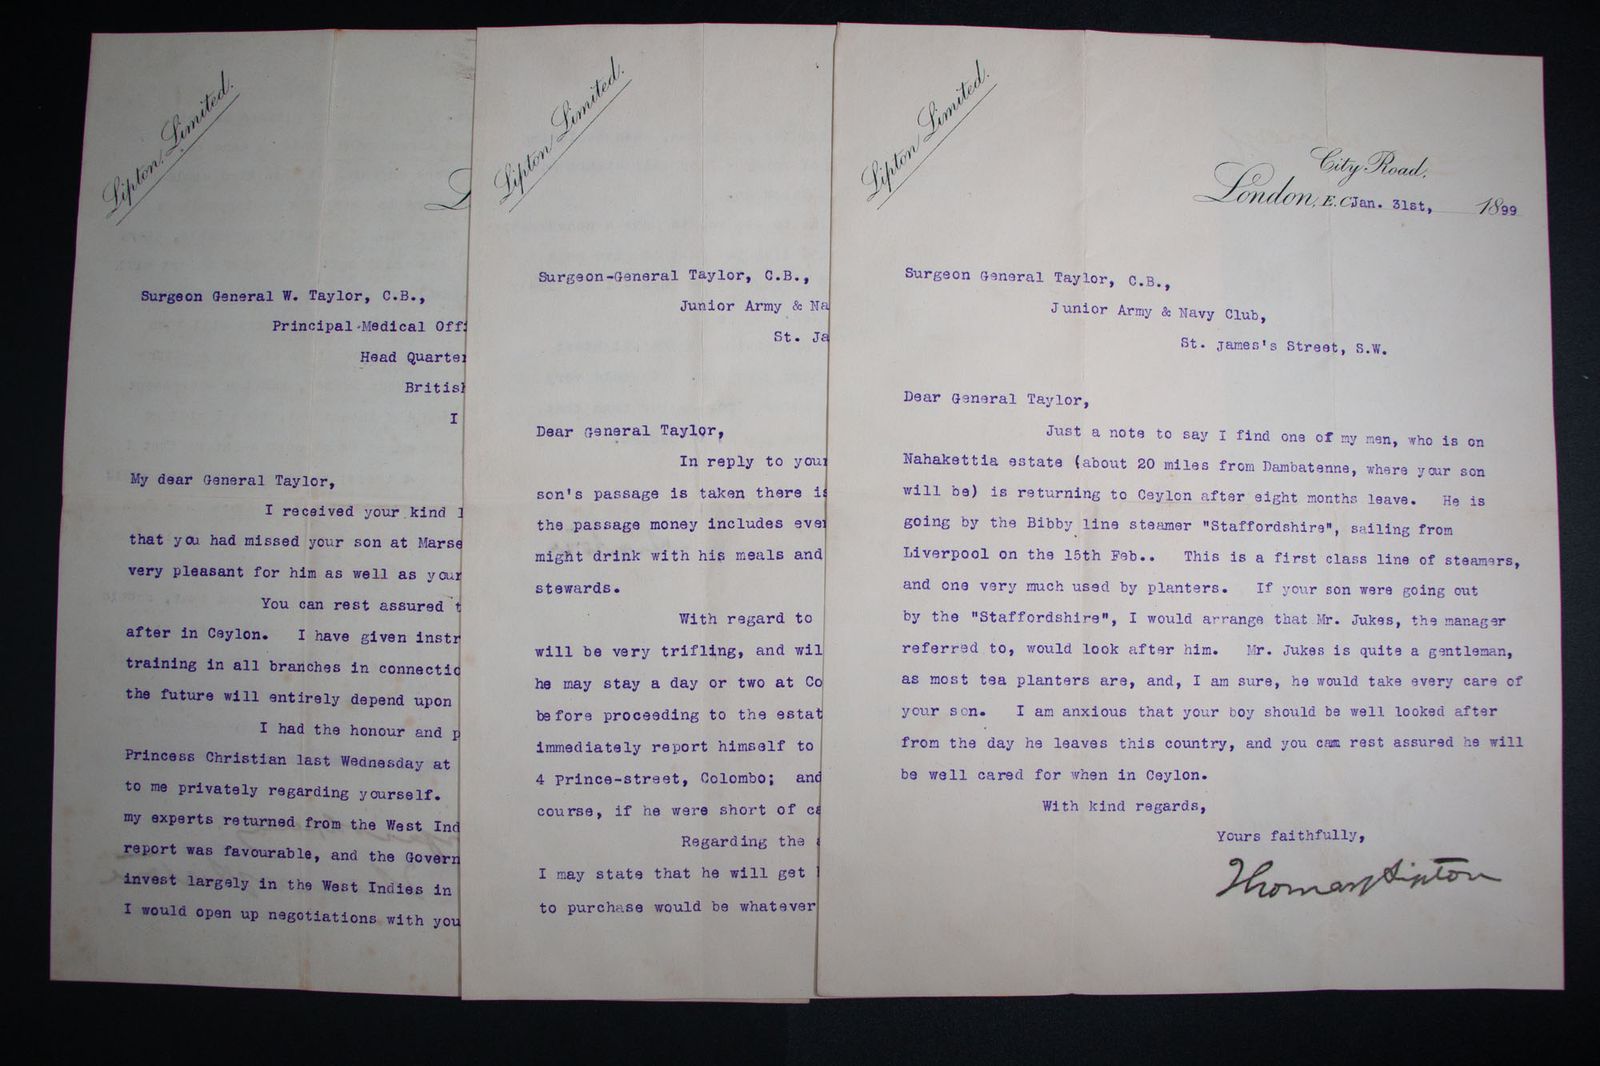 Lipton Limited.
L
Surgeon General W. Taylor, C.B.,
Principal Medical Offi
Head Quarter
British
I
My dear General Taylor,
I received your kind l
that you had missed your son at Marse
very pleasant for him as well as your
You can rest assured t
after in Ceylon. I have given instr
training in all branches in connectio
the future will entirely depend upon
I had the honour and p
Princess Christian last Wednesday at
to me privately regarding yourself.
my experts returned from the West Ind
report was favourable, and the Govern
invest largely in the West Indies in
I would open up negotiations with you
Lipton Limited.
Surgeon-General Taylor, C.B.,
Junior Army & Na
St. Ja
Dear General Taylor,
In reply to your
son's passage is taken there is
the passage money includes ever
might drink with his meals and
stewards.
With regard to
will be very trifling, and wil
he may stay a day or two at Co
before proceeding to the estat
immediately report himself to
4 Prince-street, Colombo; and
course, if he were short of ca
Regarding the
I may state that he will get
to purchase would be whatever
Lipton Limited.
City Road,
London, E.C. Jan. 31st, 1899
Surgeon General Taylor, C.B.,
Junior Army & Navy Club,
St. James's Street, S.W.
Dear General Taylor,
Just a note to say I find one of my men, who is on
Nahakettia estate (about 20 miles from Dambatenne, where your son
will be) is returning to Ceylon after eight months leave. He is
going by the Bibby line steamer "Staffordshire", sailing from
Liverpool on the 15th Feb.. This is a first class line of steamers,
and one very much used by planters. If your son were going out
by the "Staffordshire", I would arrange that Mr. Jukes, the manager
referred to, would look after him. Mr. Jukes is quite a gentleman,
as most tea planters are, and, I am sure, he would take every care of
your son. I am anxious that your boy should be well looked after
from the day he leaves this country, and you can rest assured he will
be well cared for when in Ceylon.
With kind regards,
Yours faithfully,
Thomas J Lipton